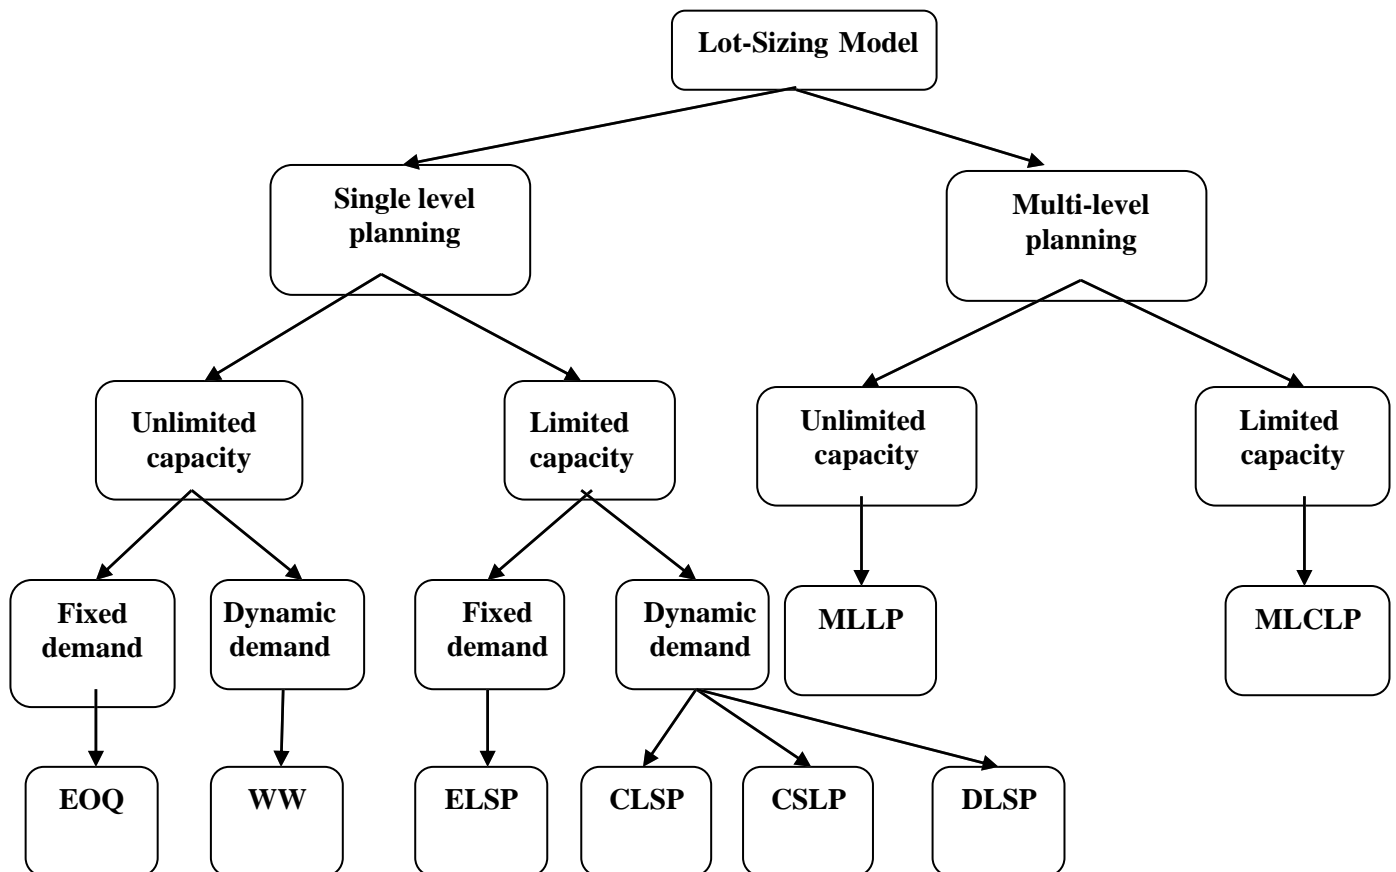 Lot-Sizing Model
Single level
planning
Multi-level
planning
Unlimited
capacity
Limited
capacity
Unlimited
capacity
Limited
capacity
Fixed
demand
Dynamic
demand
Fixed
demand
Dynamic
demand
MLLP
MLCLP
EOQ
WW
ELSP
CLSP
CSLP
DLSP